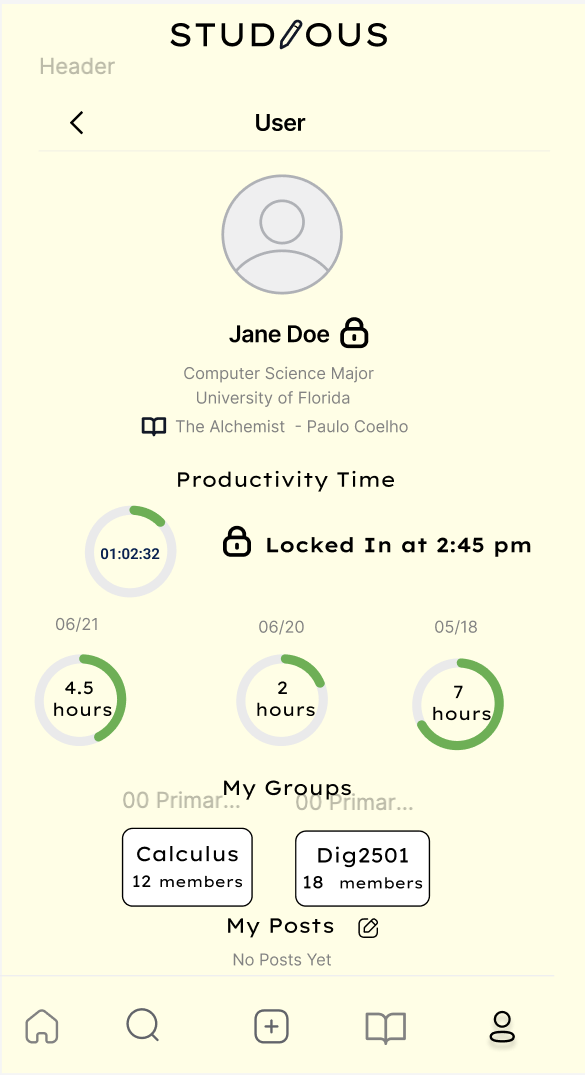 STUDIOUS
Header
User
Jane Doe
Computer Science Major
University of Florida
The Alchemist - Paulo Coelho
Productivity Time
01:02:32
Locked In at 2:45 pm
06/21
06/20
05/18
4.5
hours
2
hours
7
hours
My Groups
00 Primar...
00 Primar...
Calculus
12 members
Dig2501
18 members
My Posts
No Posts Yet